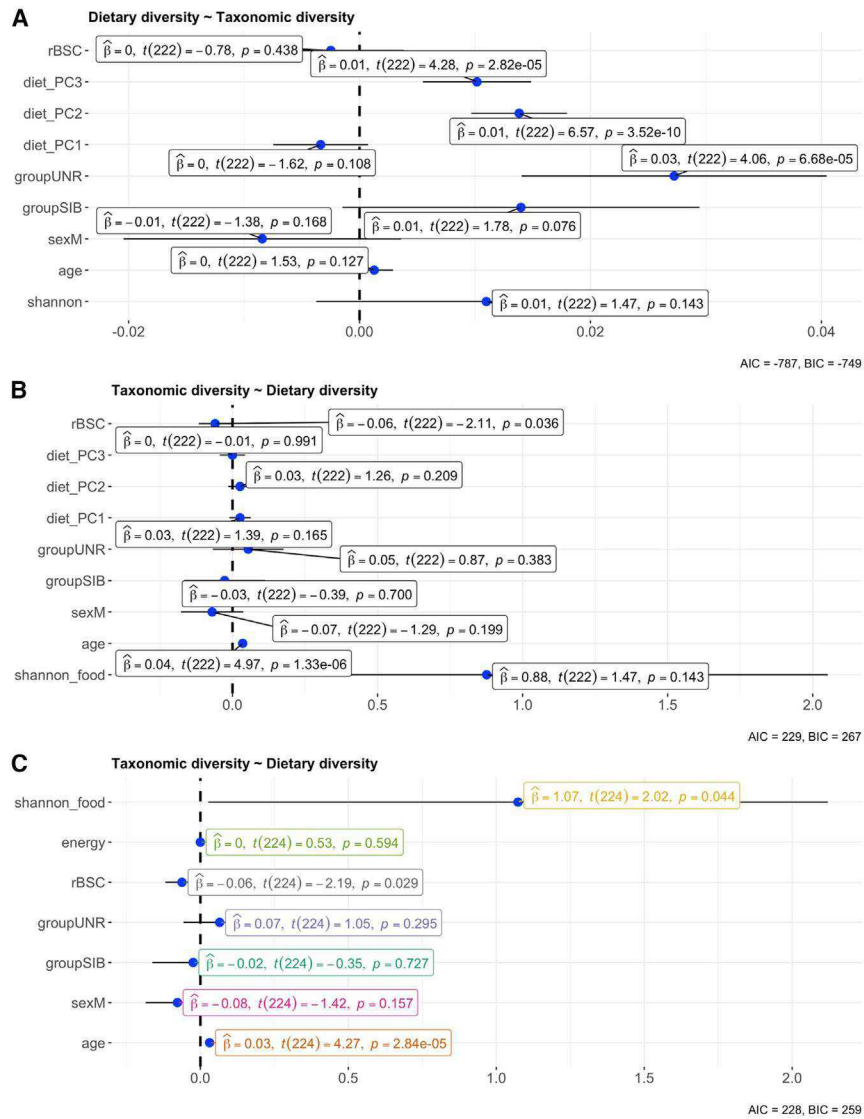 A
Dietary diversity ~ Taxonomic diversity
rBSC
β̂ = 0, t(222) = −0.78, p = 0.438
β̂ = 0.01, t(222) = 4.28, p = 2.82e-05
diet_PC3
diet_PC2
β̂ = 0.01, t(222) = 6.57, p = 3.52e-10
diet_PC1
β̂ = 0, t(222) = −1.62, p = 0.108
β̂ = 0.03, t(222) = 4.06, p = 6.68e-05
groupUNR
groupSIB
β̂ = −0.01, t(222) = −1.38, p = 0.168
β̂ = 0.01, t(222) = 1.78, p = 0.076
sexM
β̂ = 0, t(222) = 1.53, p = 0.127
age
shannon
β̂ = 0.01, t(222) = 1.47, p = 0.143
-0.02 0.00 0.02 0.04
AIC = -787, BIC = -749
B
Taxonomic diversity ~ Dietary diversity
rBSC
β̂ = −0.06, t(222) = −2.11, p = 0.036
β̂ = 0, t(222) = −0.01, p = 0.991
diet_PC3
β̂ = 0.03, t(222) = 1.26, p = 0.209
diet_PC2
diet_PC1
β̂ = 0.03, t(222) = 1.39, p = 0.165
groupUNR
β̂ = 0.05, t(222) = 0.87, p = 0.383
groupSIB
β̂ = −0.03, t(222) = −0.39, p = 0.700
sexM
β̂ = −0.07, t(222) = −1.29, p = 0.199
age
β̂ = 0.04, t(222) = 4.97, p = 1.33e-06
shannon_food
β̂ = 0.88, t(222) = 1.47, p = 0.143
0.0 0.5 1.0 1.5 2.0
AIC = 229, BIC = 267
C
Taxonomic diversity ~ Dietary diversity
shannon_food
β̂ = 1.07, t(224) = 2.02, p = 0.044
energy
β̂ = 0, t(224) = 0.53, p = 0.594
rBSC
β̂ = −0.06, t(224) = −2.19, p = 0.029
groupUNR
β̂ = 0.07, t(224) = 1.05, p = 0.295
groupSIB
β̂ = −0.02, t(224) = −0.35, p = 0.727
sexM
β̂ = −0.08, t(224) = −1.42, p = 0.157
age
β̂ = 0.03, t(224) = 4.27, p = 2.84e-05
0.0 0.5 1.0 1.5 2.0
AIC = 228, BIC = 259